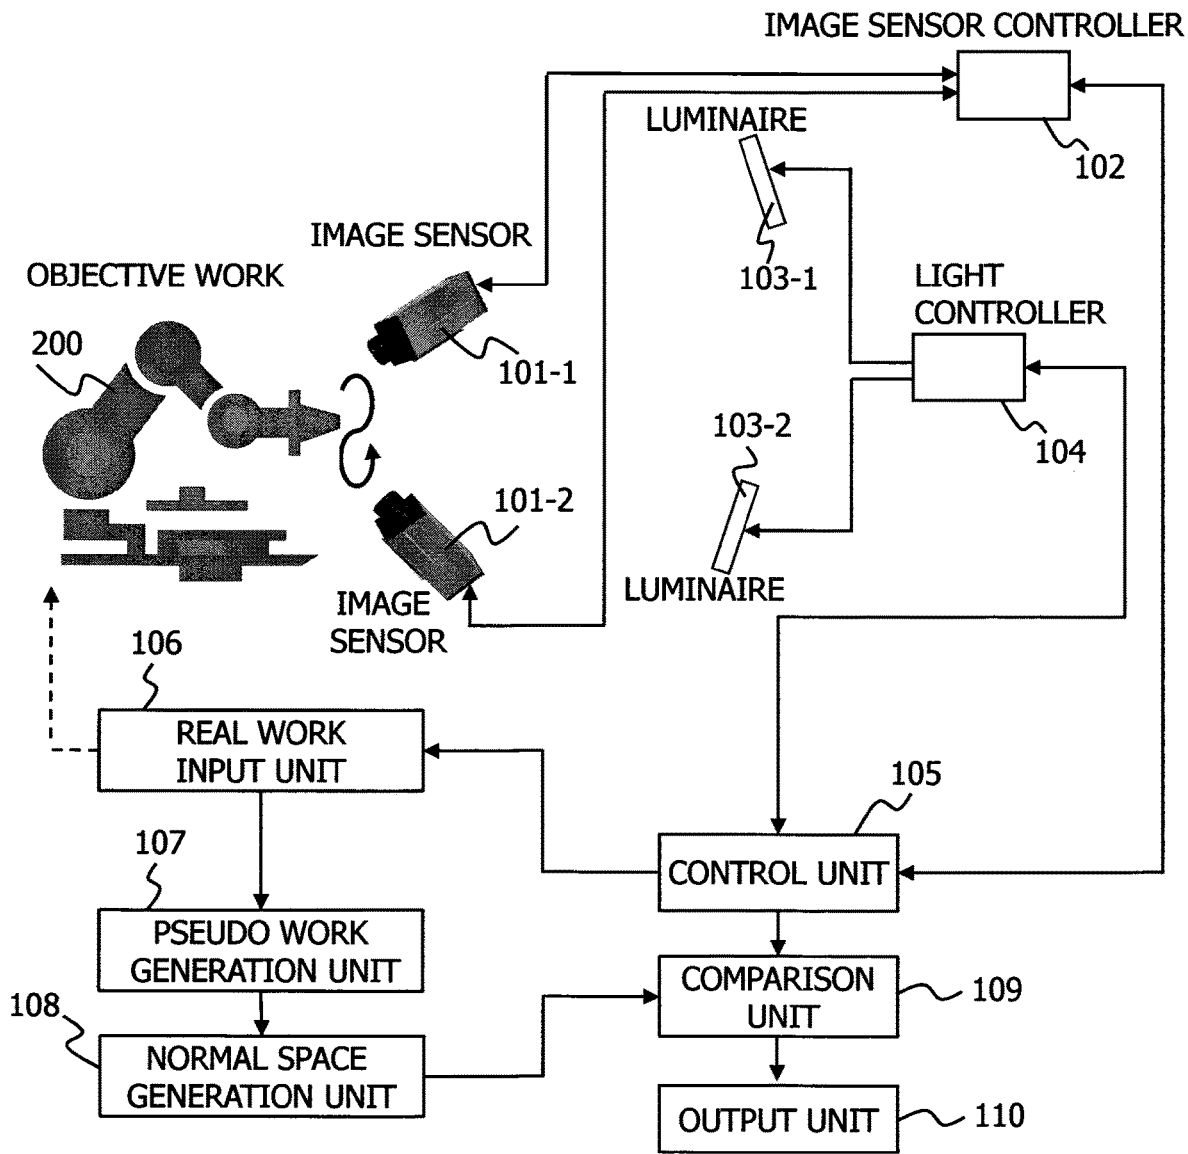 IMAGE SENSOR CONTROLLER
102
LUMINAIRE
103-1
IMAGE SENSOR
OBJECTIVE WORK
200
101-1
LIGHT
CONTROLLER
104
103-2
101-2
LUMINAIRE
IMAGE
SENSOR
106
REAL WORK
INPUT UNIT
105
CONTROL UNIT
107
PSEUDO WORK
GENERATION UNIT
COMPARISON
UNIT
109
108
NORMAL SPACE
GENERATION UNIT
OUTPUT UNIT
110